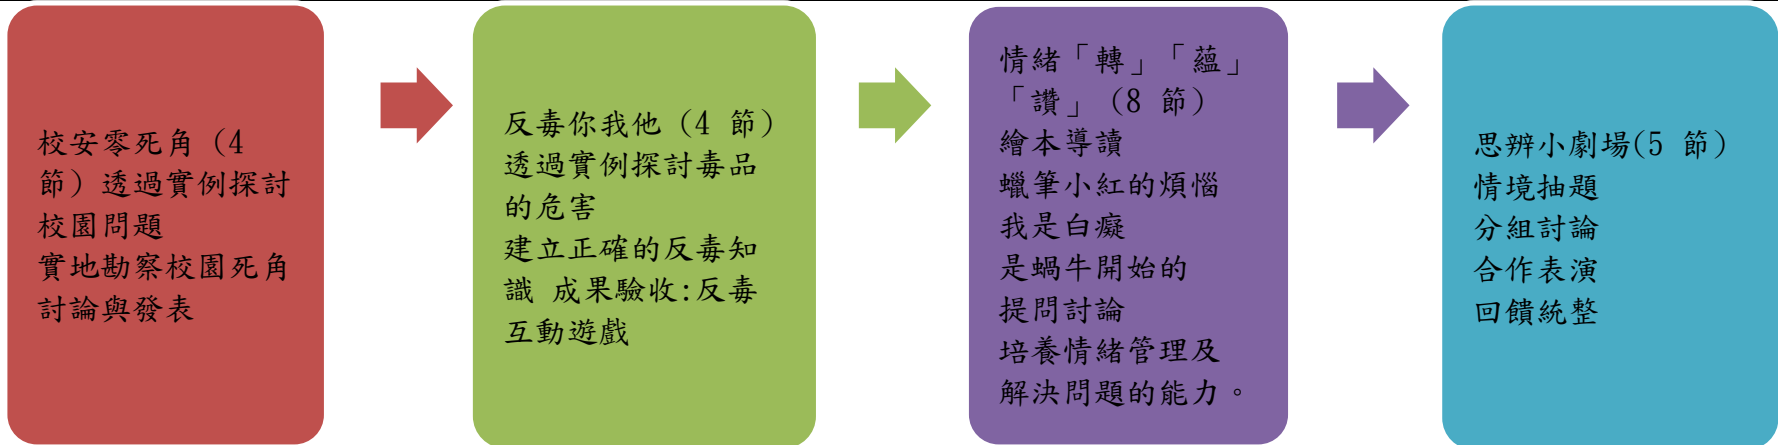 校安零死角（4
節）透過實例探討
校園問題
實地勘察校園死角
討論與發表
反毒你我他（4 節）
透過實例探討毒品
的危害
建立正確的反毒知
識 成果驗收:反毒
互動遊戲
情緒「轉」「蘊」
「讚」（8 節）
繪本導讀
蠟筆小紅的煩惱
我是白癡
是蝸牛開始的
提問討論
培養情緒管理及
解決問題的能力。
思辨小劇場(5 節)
情境抽題
分組討論
合作表演
回饋統整